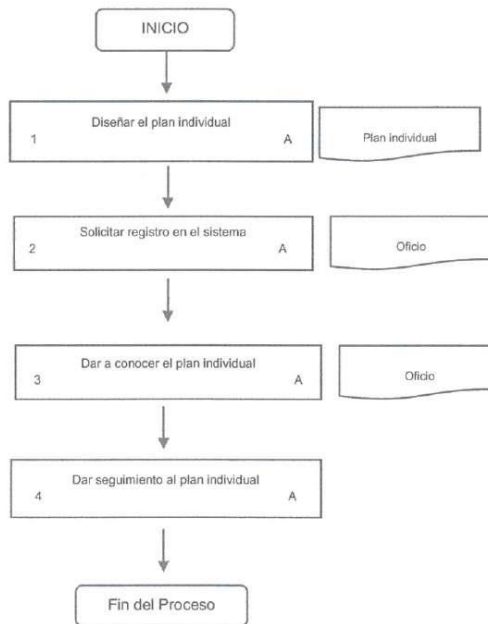 INICIO
Diseñar el plan individual
1 A
Plan individual
Solicitar registro en el sistema
2 A
Oficio
Dar a conocer el plan individual
3 A
Oficio
Dar seguimiento al plan individual
4 A
Fin del Proceso